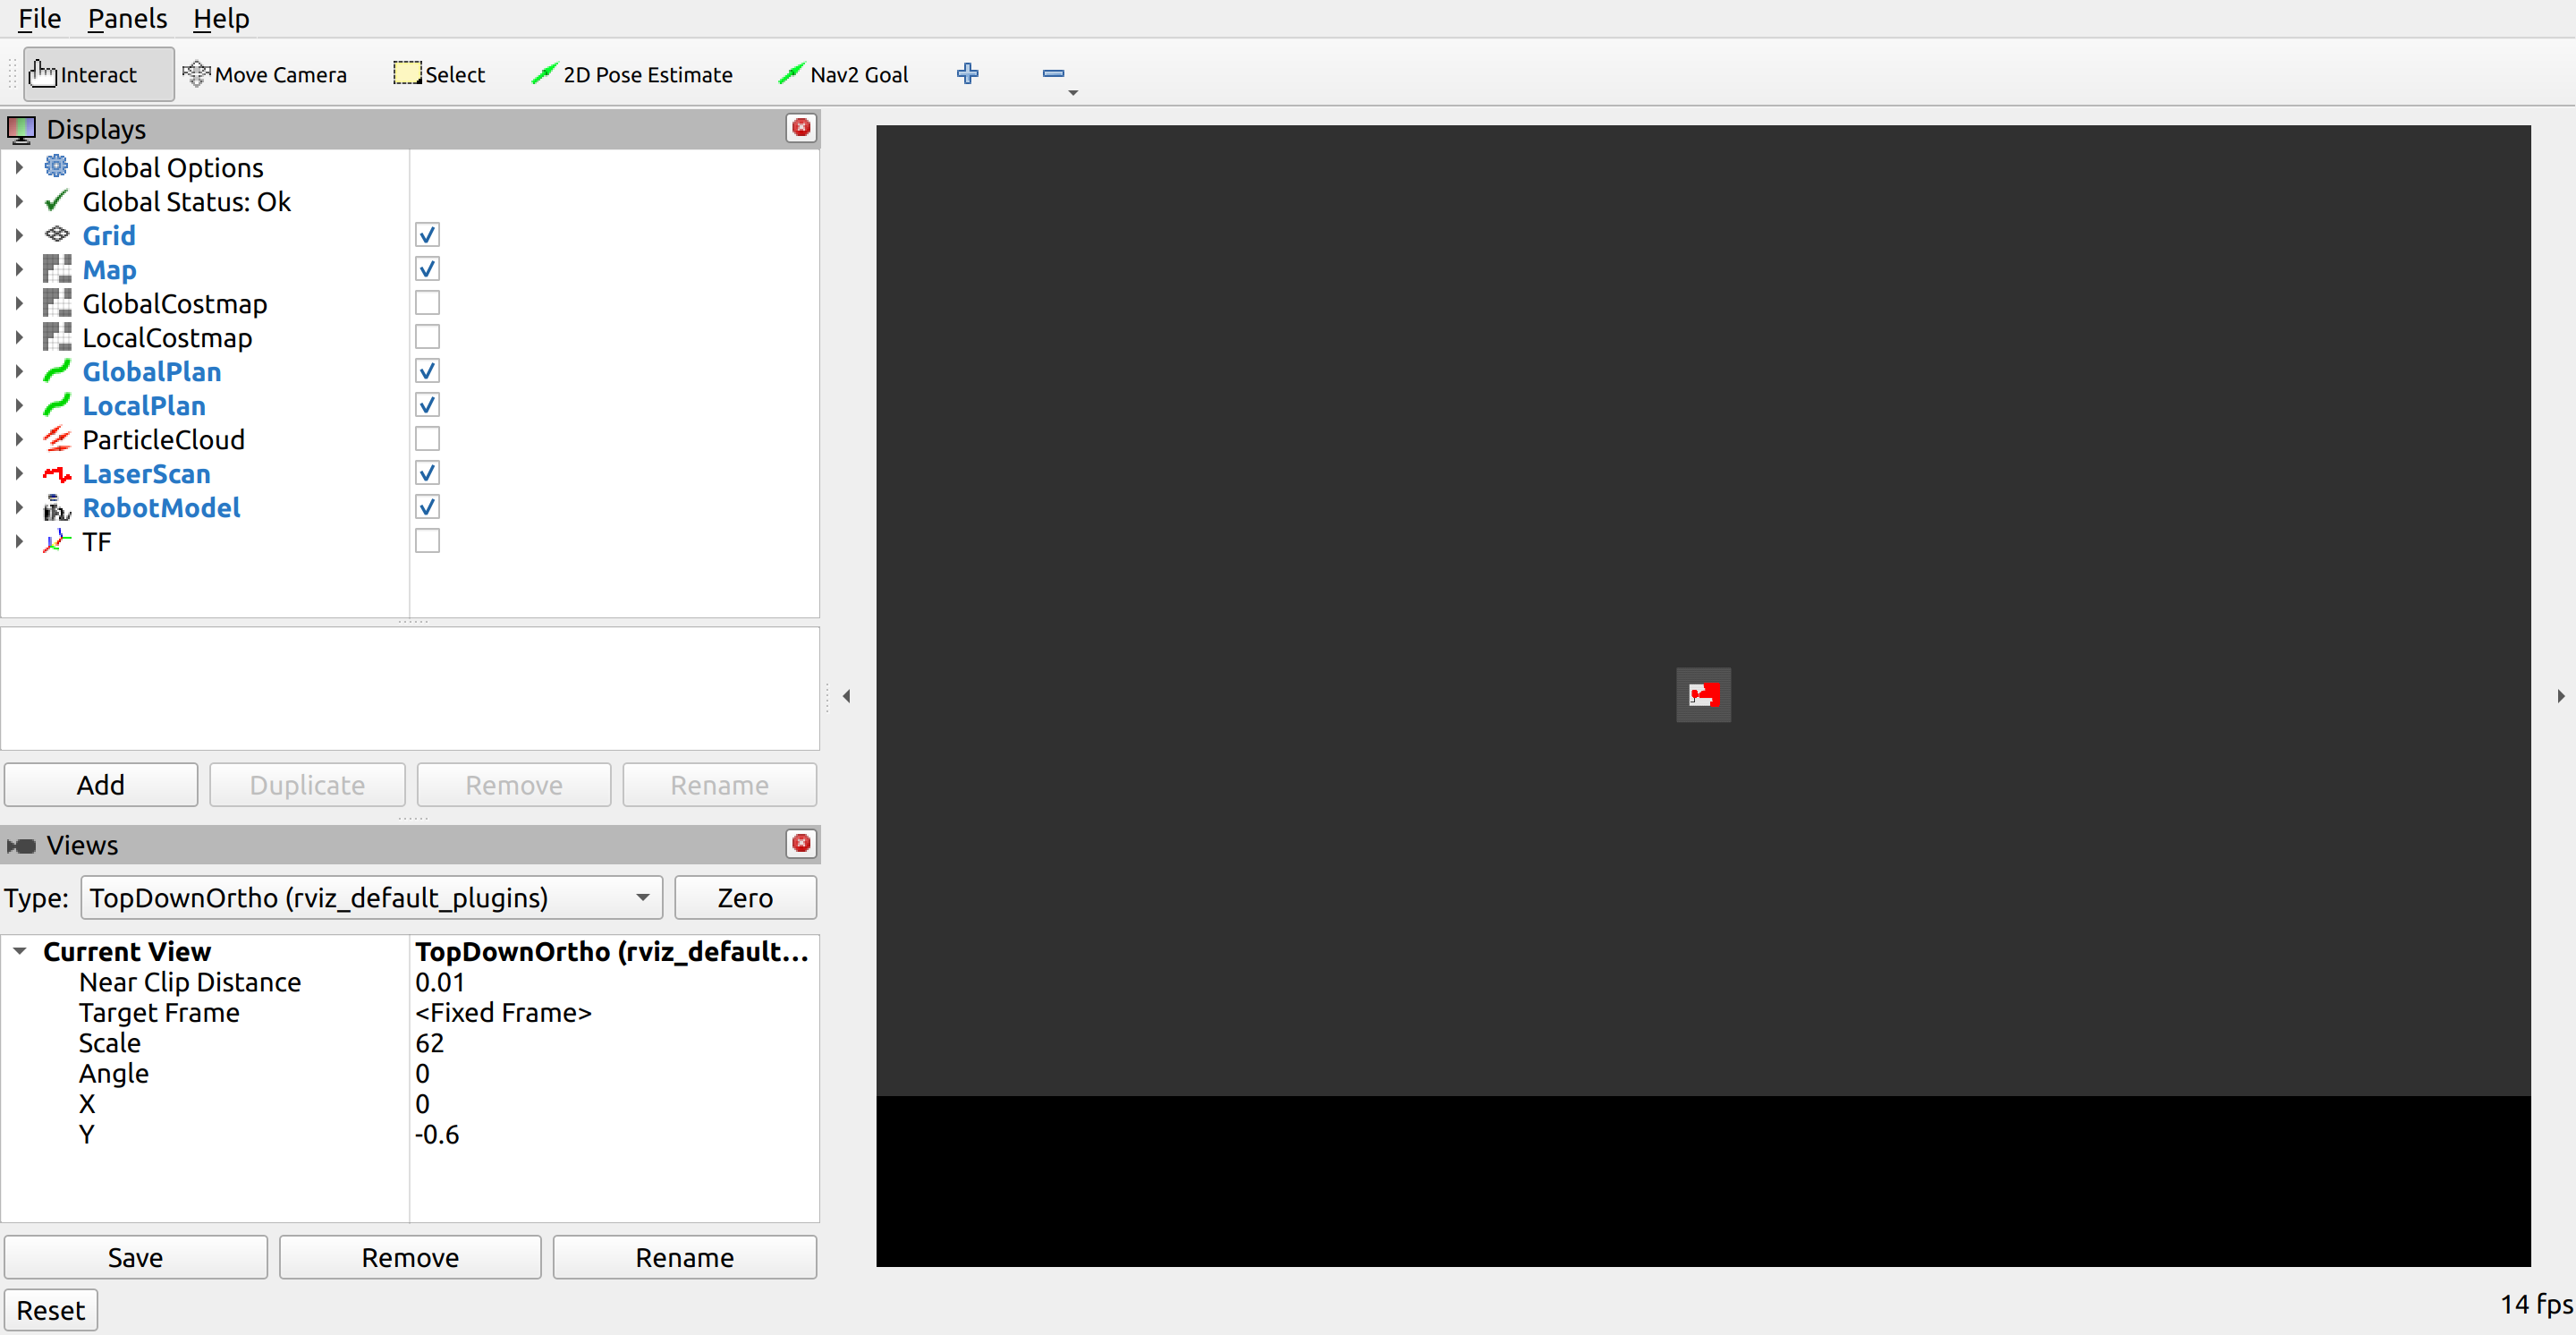 File Panels Help
Interact Move Camera Select 2D Pose Estimate Nav2 Goal
Displays
Global Options
Global Status: Ok
Grid
Map
GlobalCostmap
LocalCostmap
GlobalPlan
LocalPlan
ParticleCloud
LaserScan
RobotModel
TF
Add Duplicate Remove Rename
Views
Type: TopDownOrtho (rviz_default_plugins) Zero
Current View TopDownOrtho (rviz_default...
Near Clip Distance 0.01
Target Frame <Fixed Frame>
Scale 62
Angle 0
X 0
Y -0.6
Save Remove Rename
Reset 14 fps